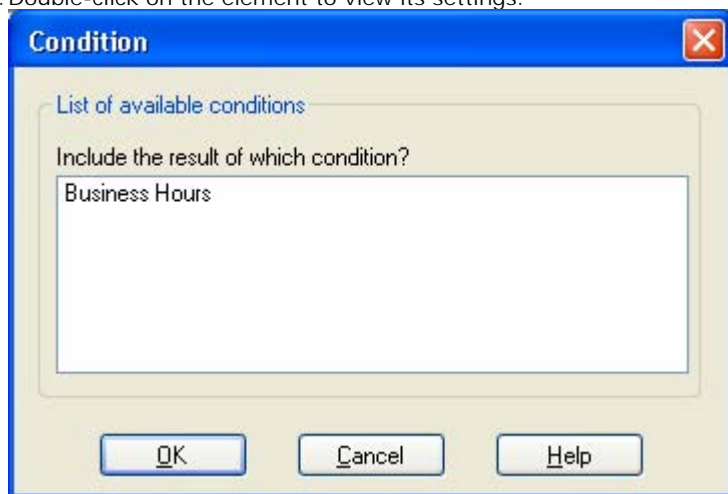 . Double-click on the element to view its settings.
Condition
List of available conditions
Include the result of which condition?
Business Hours
OK Cancel Help